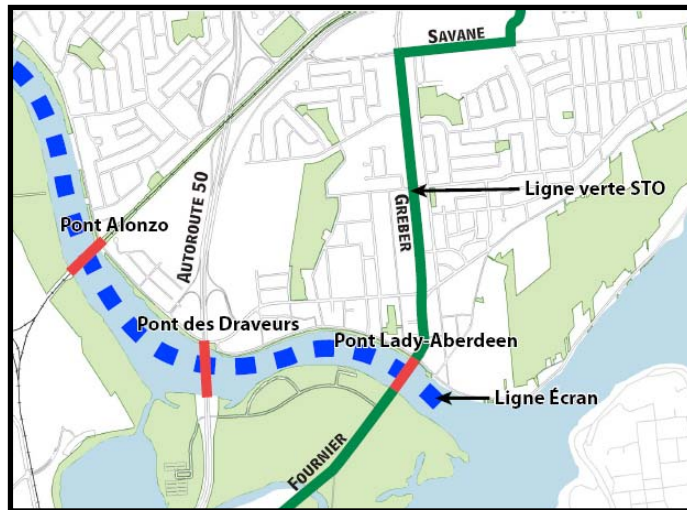 SAVANE
Ligne verte STO
GREBER
Pont Alonzo
AUTOROUTE 50
Pont des Draveurs
Pont Lady-Aberdeen
Ligne Écran
FOURNIER